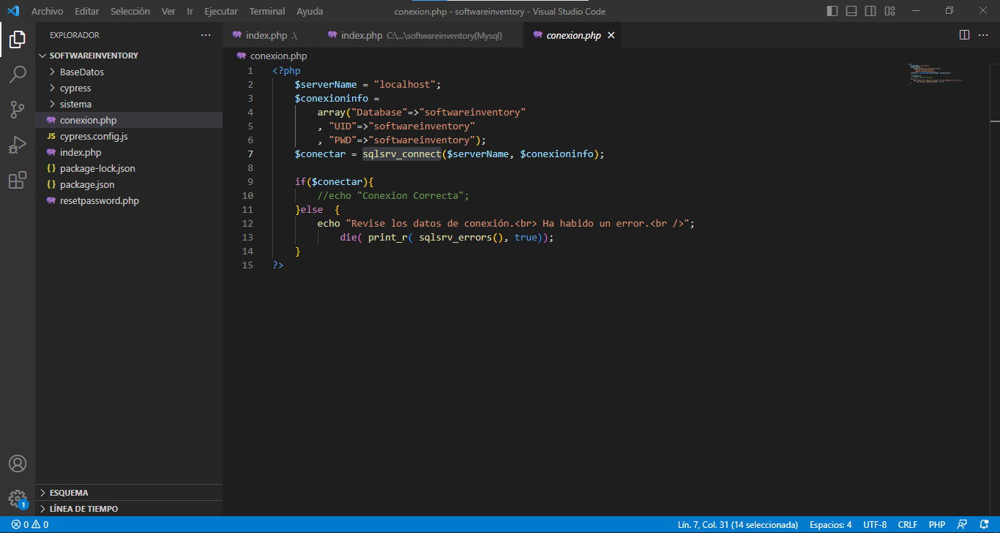 Archivo Editar Selección Ver Ir Ejecutar Terminal Ayuda
conexion.php - softwareinventory - Visual Studio Code
EXPLORADOR
SOFTWAREINVENTORY
BaseDatos
cypress
sistema
conexion.php
JS cypress.config.js
index.php
{} package-lock.json
{} package.json
resetpassword.php
ESQUEMA
LÍNEA DE TIEMPO
index.php .\
index.php C:\...\softwareinventory(Mysql)
conexion.php
conexion.php
1 <?php
2 $serverName = "localhost";
3 $conexioninfo =
4 array("Database"=>"softwareinventory"
5 , "UID"=>"softwareinventory"
6 , "PWD"=>"softwareinventory");
7 $conectar = sqlsrv_connect($serverName, $conexioninfo);
8
9 if($conectar){
10 //echo "Conexion Correcta";
11 }else  {
12 echo "Revise los datos de conexión.<br> Ha habido un error.<br />";
13 die( print_r( sqlsrv_errors(), true));
14 }
15 ?>
1
0 0
Lín. 7, Col. 31 (14 seleccionada) Espacios: 4 UTF-8 CRLF PHP